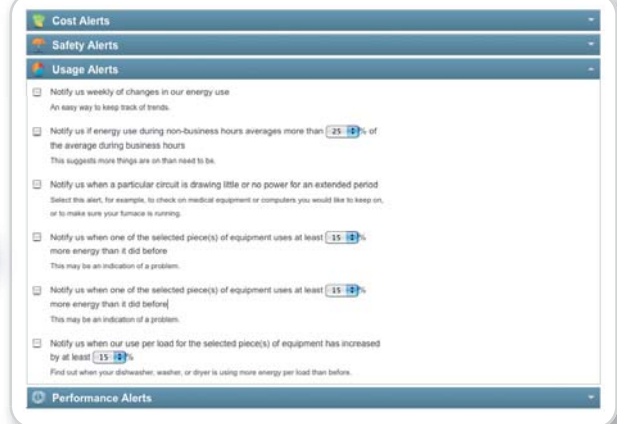 Cost Alerts
Safety Alerts
Usage Alerts
Notify us weekly of changes in our energy use
An easy way to keep track of trends.
Notify us if energy use during non-business hours averages more than 25 % of
the average during business hours
This suggests more things are on than need to be.
Notify us when a particular circuit is drawing little or no power for an extended period
Select this alert, for example, to check on medical equipment or computers you would like to keep on,
or to make sure your furnace is running.
Notify us when one of the selected piece(s) of equipment uses at least 15 %
more energy than it did before
This may be an indication of a problem.
Notify us when one of the selected piece(s) of equipment uses at least 15 %
more energy than it did before
This may be an indication of a problem.
Notify us when our use per load for the selected piece(s) of equipment has increased
by at least 15 %
Find out when your dishwasher, washer, or dryer is using more energy per load than before.
Performance Alerts